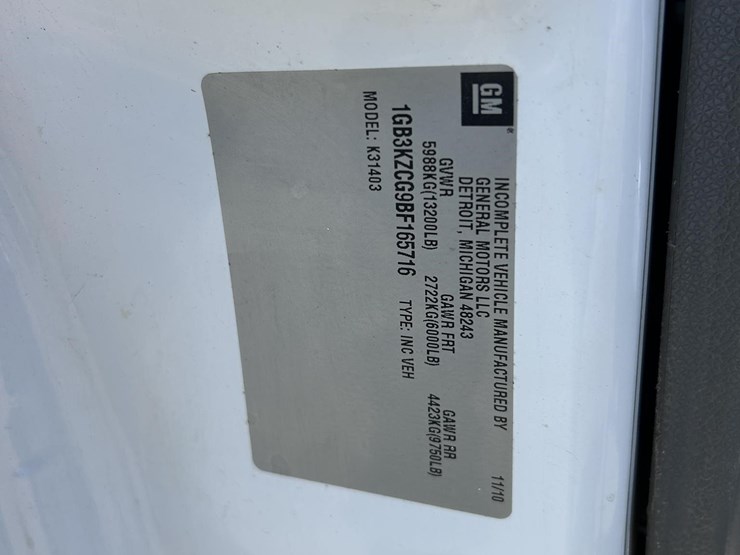 GM
INCOMPLETE VEHICLE MANUFACTURED BY 11/10
GENERAL MOTORS LLC
DETROIT, MICHIGAN 48243
GVWR GAWR FRT GAWR RR
5988KG(13200LB) 2722KG(6000LB) 4423KG(9750LB)
1GB3KZCG9BF165716 TYPE: INC VEH
MODEL: K31403